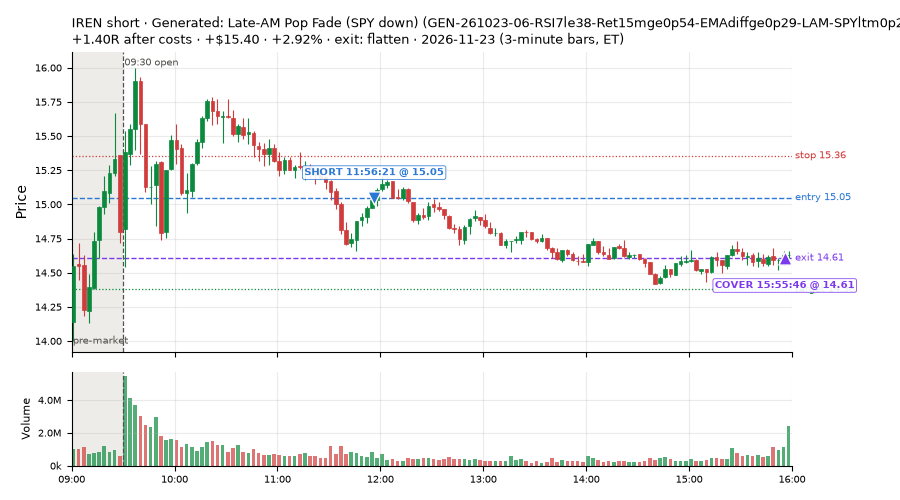 IREN short · Generated: Late-AM Pop Fade (SPY down) (GEN-261023-06-RSI7le38-Ret15mge0p54-EMAdiffge0p29-LAM-SPYltm0p2
+1.40R after costs · +$15.40 · +2.92% · exit: flatten · 2026-11-23 (3-minute bars, ET)
09:30 open
16.00
15.75
15.50
stop 15.36
15.25
SHORT 11:56:21 @ 15.05
entry 15.05
15.00
Price
14.75
exit 14.61
14.50
COVER 15:55:46 @ 14.61
14.25
pre-market
14.00
4.0M
Volume
2.0M
0k
09:00 10:00 11:00 12:00 13:00 14:00 15:00 16:00